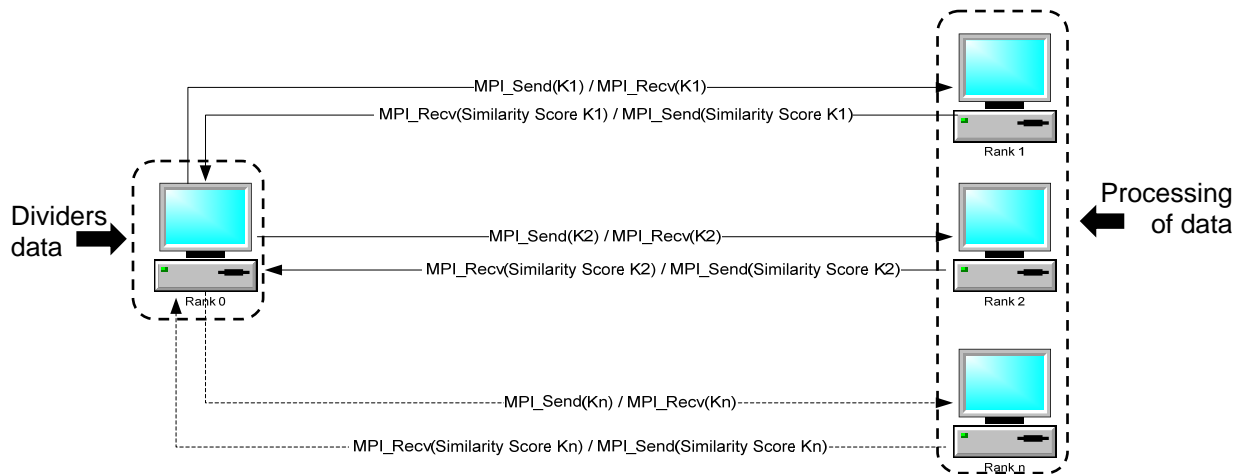 MPI_Send(K1) / MPI_Recv(K1)
MPI_Recv(Similarity Score K1) / MPI_Send(Similarity Score K1)
Rank 1
Dividers
data
Processing
of data
MPI_Send(K2) / MPI_Recv(K2)
MPI_Recv(Similarity Score K2) / MPI_Send(Similarity Score K2)
Rank 0
Rank 2
MPI_Send(Kn) / MPI_Recv(Kn)
MPI_Recv(Similarity Score Kn) / MPI_Send(Similarity Score Kn)
Rank n